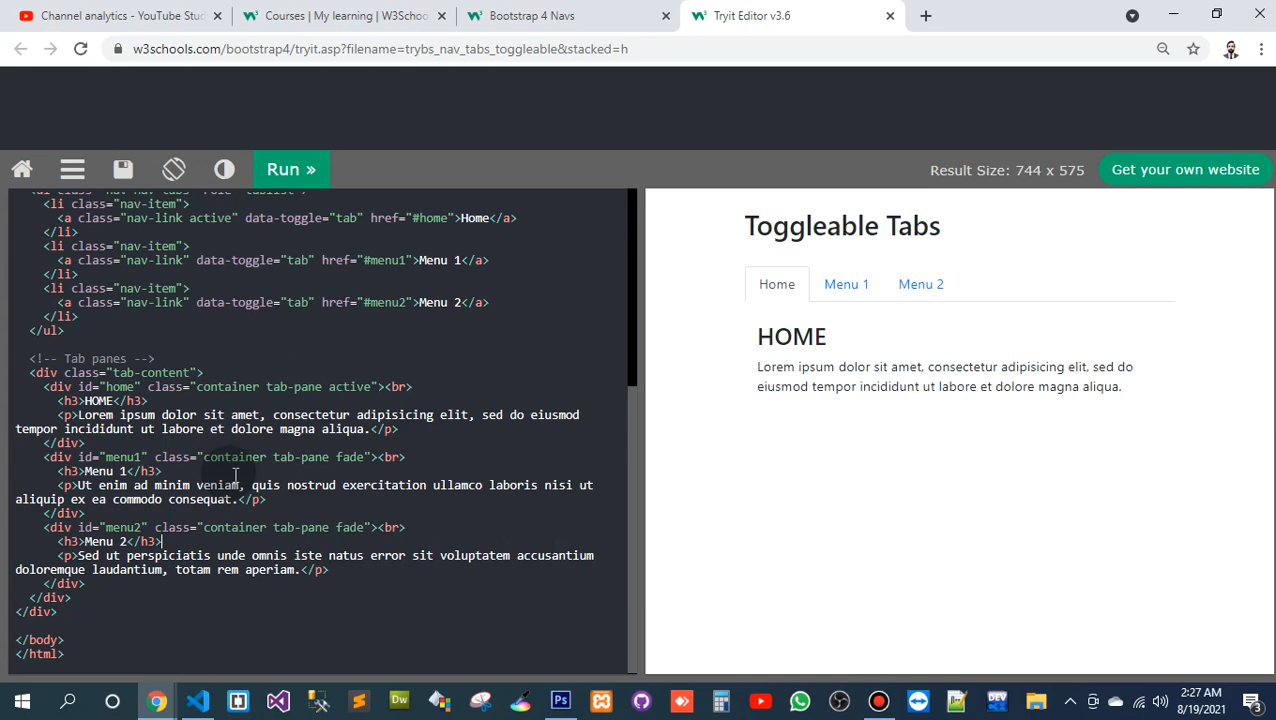 Channel analytics - YouTube Stud
Courses | My learning | W3Scho
Bootstrap 4 Navs
Tryit Editor v3.6
w3schools.com/bootstrap4/tryit.asp?filename=trybs_nav_tabs_toggleable&stacked=h
Run »
Result Size: 744 x 575
Get your own website
<li class="nav-item">
<a class="nav-link active" data-toggle="tab" href="#home">Home</a>
</li>
<li class="nav-item">
<a class="nav-link" data-toggle="tab" href="#menu1">Menu 1</a>
</li>
<li class="nav-item">
<a class="nav-link" data-toggle="tab" href="#menu2">Menu 2</a>
</li>
</ul>
<!-- Tab panes -->
<div class="tab-content">
<div id="home" class="container tab-pane active"><br>
<h3>HOME</h3>
<p>Lorem ipsum dolor sit amet, consectetur adipisicing elit, sed do eiusmod
tempor incididunt ut labore et dolore magna aliqua.</p>
</div>
<div id="menu1" class="container tab-pane fade"><br>
<h3>Menu 1</h3>
<p>Ut enim ad minim veniam, quis nostrud exercitation ullamco laboris nisi ut
aliquip ex ea commodo consequat.</p>
</div>
<div id="menu2" class="container tab-pane fade"><br>
<h3>Menu 2</h3>
<p>Sed ut perspiciatis unde omnis iste natus error sit voluptatem accusantium
doloremque laudantium, totam rem aperiam.</p>
</div>
</div>
</div>
</body>
</html>
Toggleable Tabs
Home
Menu 1
Menu 2
HOME
Lorem ipsum dolor sit amet, consectetur adipisicing elit, sed do
eiusmod tempor incididunt ut labore et dolore magna aliqua.
Dw
Ps
DEV
2:27 AM
8/19/2021
3